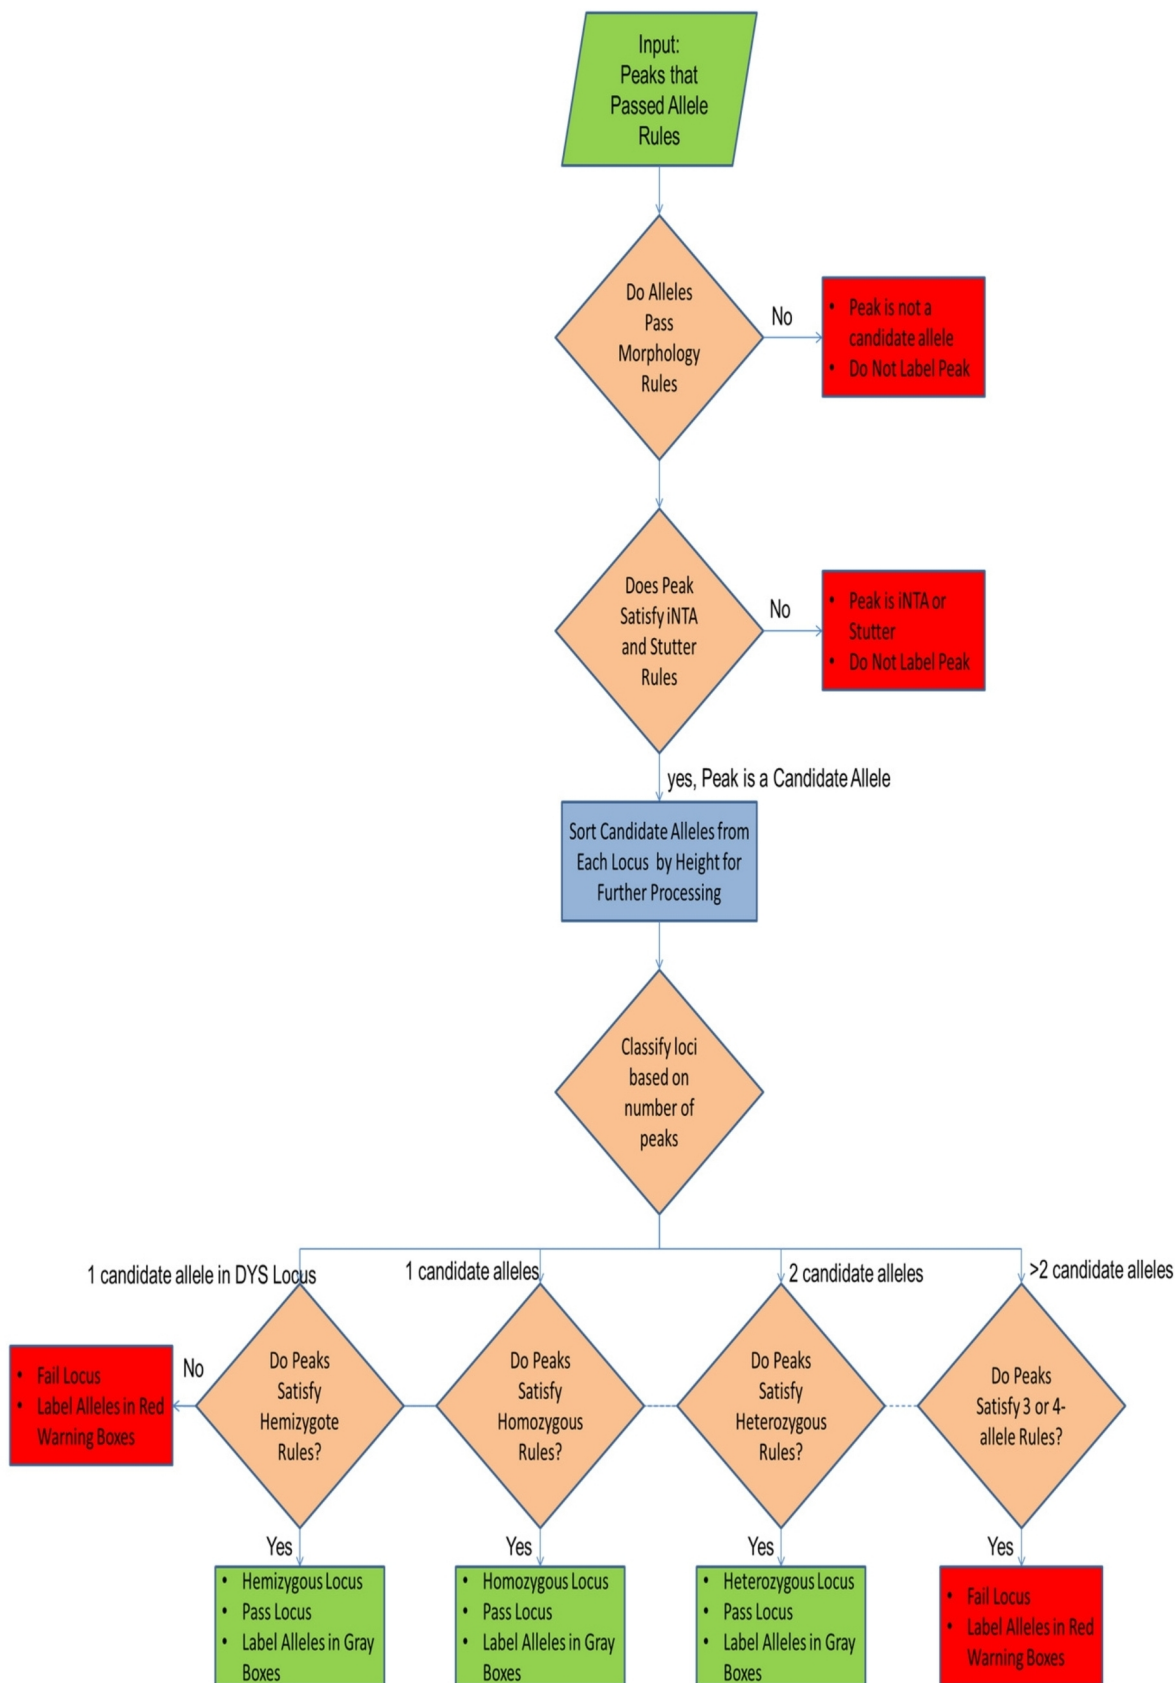 Input:
Peaks that
Passed Allele
Rules
Do Alleles
Pass
Morphology
Rules
No
• Peak is not a
candidate allele
• Do Not Label Peak
Does Peak
Satisfy iNTA
and Stutter
Rules
No
• Peak is iNTA or
Stutter
• Do Not Label Peak
yes, Peak is a Candidate Allele
Sort Candidate Alleles from
Each Locus by Height for
Further Processing
Classify loci
based on
number of
peaks
1 candidate allele in DYS Locus
1 candidate alleles
2 candidate alleles
>2 candidate alleles
No
• Fail Locus
• Label Alleles in Red
Warning Boxes
Do Peaks
Satisfy
Hemizygote
Rules?
Do Peaks
Satisfy
Homozygous
Rules?
Do Peaks
Satisfy
Heterozygous
Rules?
Do Peaks
Satisfy 3 or 4-
allele Rules?
Yes
Yes
Yes
Yes
• Hemizygous Locus
• Pass Locus
• Label Alleles in Gray
Boxes
• Homozygous Locus
• Pass Locus
• Label Alleles in Gray
Boxes
• Heterozygous Locus
• Pass Locus
• Label Alleles in Gray
Boxes
• Fail Locus
• Label Alleles in Red
Warning Boxes